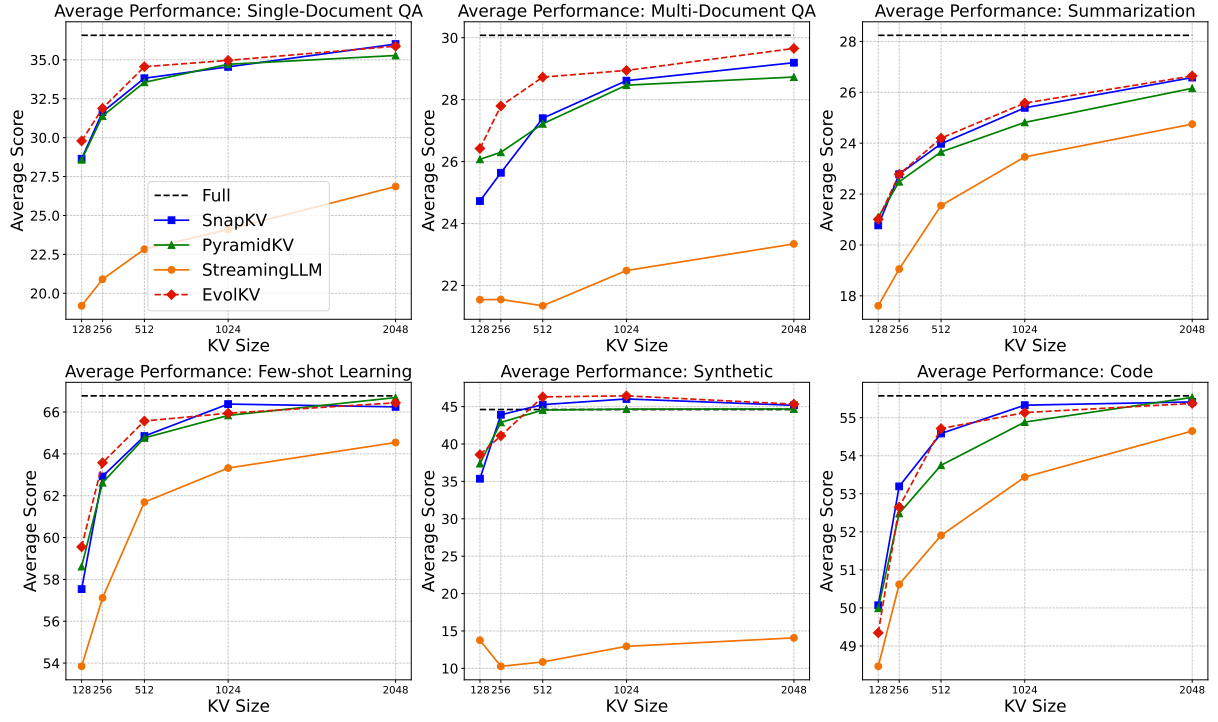 Average Performance: Single-Document QA
Average Score
35.0
32.5
30.0
27.5
25.0
22.5
20.0
Full
SnapKV
PyramidKV
StreamingLLM
EvolKV
128 256 512 1024 2048
KV Size
Average Performance: Multi-Document QA
Average Score
30
28
26
24
22
128 256 512 1024 2048
KV Size
Average Performance: Summarization
Average Score
28
26
24
22
20
18
128 256 512 1024 2048
KV Size
Average Performance: Few-shot Learning
Average Score
66
64
62
60
58
56
54
128 256 512 1024 2048
KV Size
Average Performance: Synthetic
Average Score
45
40
35
30
25
20
15
10
128 256 512 1024 2048
KV Size
Average Performance: Code
Average Score
55
54
53
52
51
50
49
128 256 512 1024 2048
KV Size